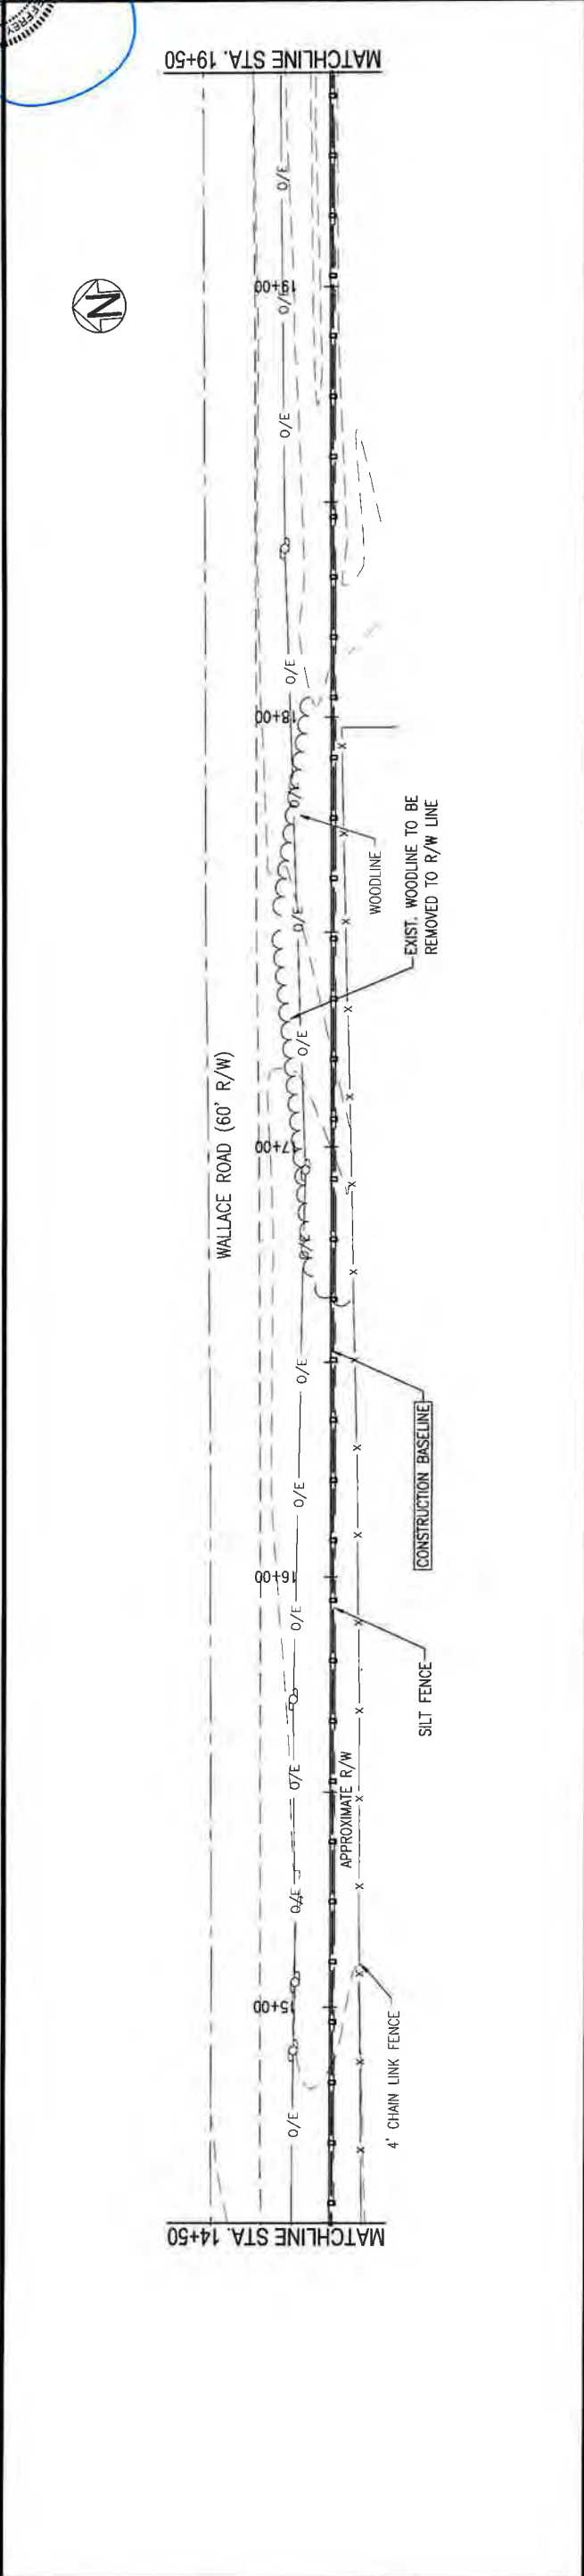 EFFREY
MATCHLINE STA. 19+50
N
O/E
19+00
O/E
O/E
O/E
18+00
O/E
WOODLINE
EXIST. WOODLINE TO BE
REMOVED TO R/W LINE
O/E
O/E
WALLACE ROAD (60' R/W)
17+00
O/E
O/E
CONSTRUCTION BASELINE
O/E
16+00
O/E
SILT FENCE
O/E
APPROXIMATE R/W
O/E
15+00
4' CHAIN LINK FENCE
O/E
MATCHLINE STA. 14+50